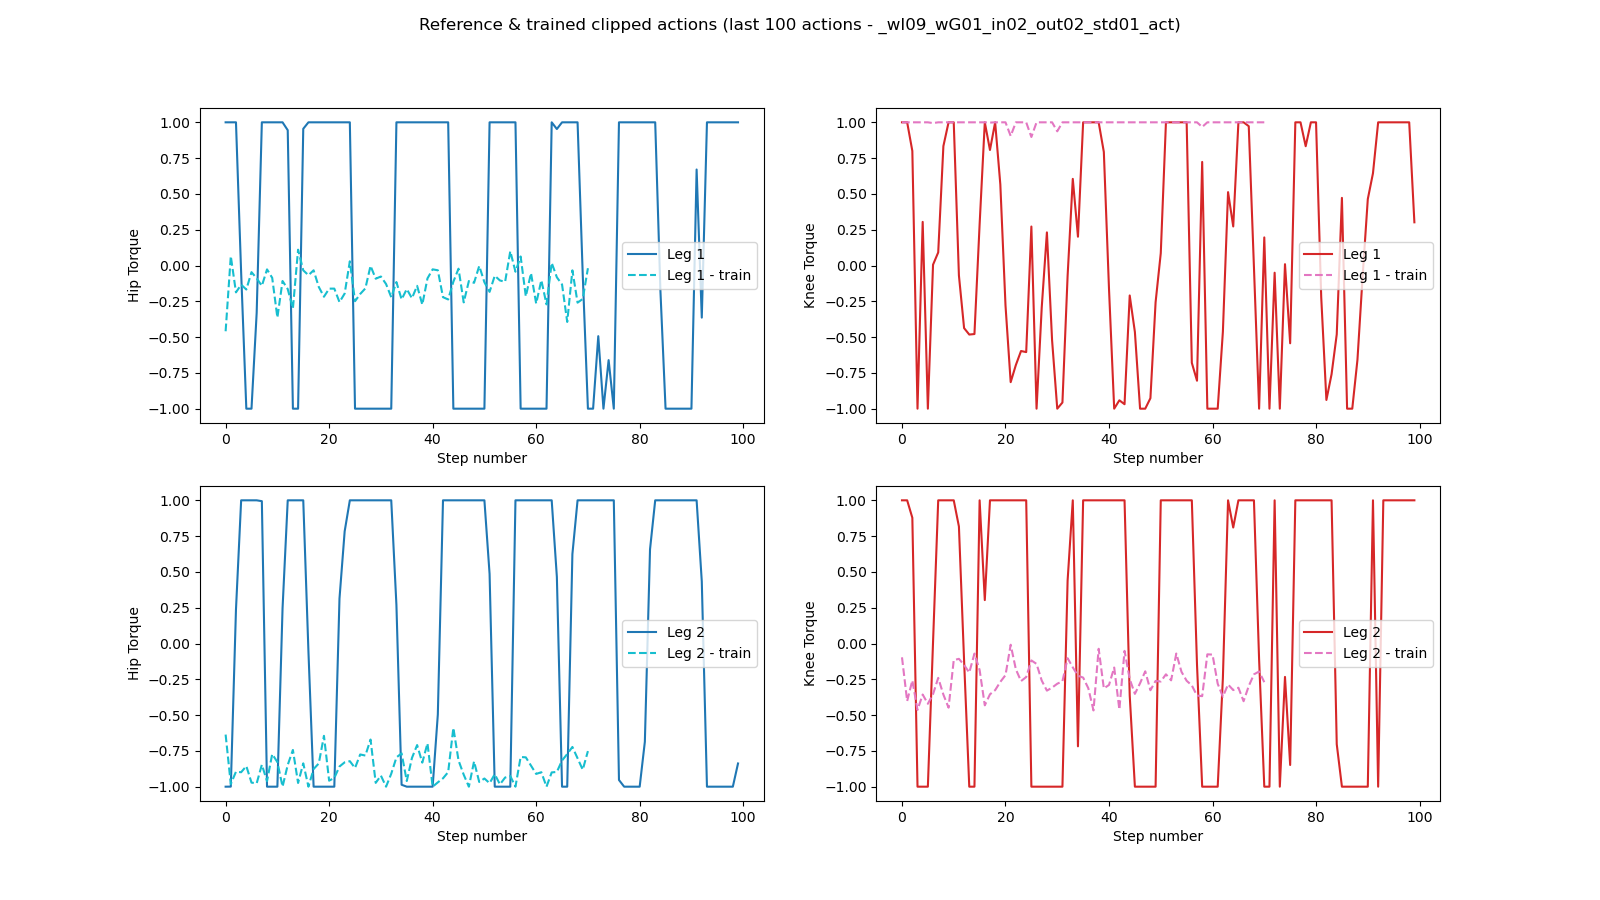 Reference & trained clipped actions (last 100 actions - _wI09_wG01_in02_out02_std01_act)
1.00
0.75
0.50
0.25
0.00
−0.25
−0.50
−0.75
−1.00
Hip Torque
0 20 40 60 80 100
Step number
Leg 1
Leg 1 - train
1.00
0.75
0.50
0.25
0.00
−0.25
−0.50
−0.75
−1.00
Knee Torque
0 20 40 60 80 100
Step number
Leg 1
Leg 1 - train
1.00
0.75
0.50
0.25
0.00
−0.25
−0.50
−0.75
−1.00
Hip Torque
0 20 40 60 80 100
Step number
Leg 2
Leg 2 - train
1.00
0.75
0.50
0.25
0.00
−0.25
−0.50
−0.75
−1.00
Knee Torque
0 20 40 60 80 100
Step number
Leg 2
Leg 2 - train